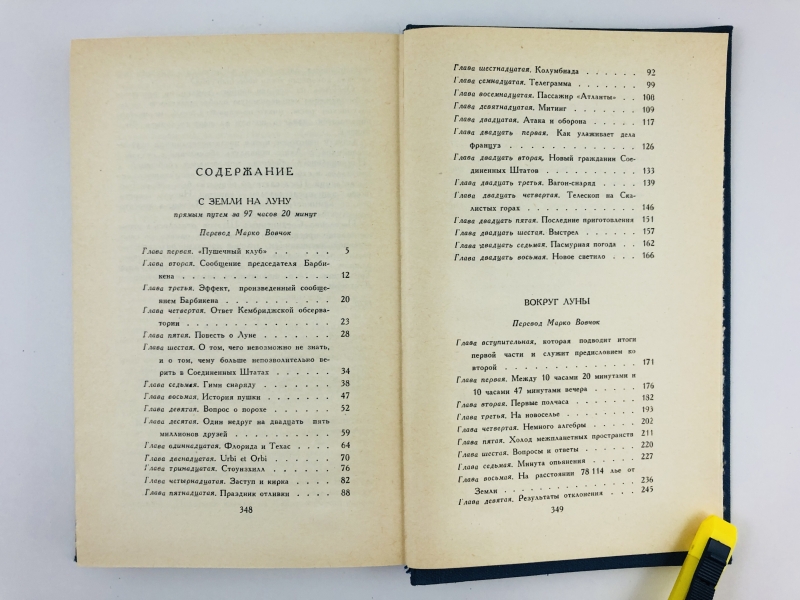 СОДЕРЖАНИЕ
С ЗЕМЛИ НА ЛУНУ
прямым путем за 97 часов 20 минут
Перевод Марко Вовчок
Глава первая. «Пушечный клуб» . . . . . 5
Глава вторая. Сообщение председателя Барби-
кена . . . . . . . . . . . . 12
Глава третья. Эффект, произведенный сообще-
нием Барбикена . . . . . . . . 20
Глава четвертая. Ответ Кембриджской обсерва-
тории . . . . . . . . . . . . 23
Глава пятая. Повесть о Луне . . . . . . 28
Глава шестая. О том, чего невозможно не знать,
и о том, чему больше непозволительно ве-
рить в Соединенных Штатах . . . . . 34
Глава седьмая. Гимн снаряду . . . . . . 38
Глава восьмая. История пушки . . . . . 47
Глава девятая. Вопрос о порохе . . . . . 52
Глава десятая. Один недруг на двадцать пять
миллионов друзей . . . . . . . . 59
Глава одиннадцатая. Флорида и Техас . . . 64
Глава двенадцатая. Urbi et Orbi . . . . . 70
Глава тринадцатая. Стоунзхилл . . . . . 76
Глава четырнадцатая. Заступ и кирка . . . 82
Глава пятнадцатая. Праздник отливки . . . 88
348
Глава шестнадцатая. Колумбиада . . . . . 92
Глава семнадцатая. Телеграмма . . . . . 99
Глава восемнадцатая. Пассажир «Атланты» . . 100
Глава девятнадцатая. Митинг . . . . . . 109
Глава двадцатая. Атака и оборона . . . . 117
Глава двадцать первая. Как улаживает дела
француз . . . . . . . . . . . 126
Глава двадцать вторая, Новый гражданин Сое-
диненных Штатов . . . . . . . . 133
Глава двадцать третья. Вагон-снаряд . . . 139
Глава двадцать четвертая. Телескоп на Ска-
листых горах . . . . . . . . . . 146
Глава двадцать пятая. Последние приготовления 151
Глава двадцать шестая. Выстрел . . . . . 157
Глава двадцать седьмая. Пасмурная погода . . 162
Глава двадцать восьмая. Новое светило . . . 166
ВОКРУГ ЛУНЫ
Перевод Марко Вовчок
Глава вступительная, которая подводит итоги
первой части и служит предисловием ко
второй . . . . . . . . . . . . 171
Глава первая. Между 10 часами 20 минутами и
10 часами 47 минутами вечера . . . . 176
Глава вторая. Первые полчаса . . . . . 182
Глава третья. На новоселье . . . . . . 193
Глава четвертая. Немного алгебры . . . . 202
Глава пятая. Холод межпланетных пространств 211
Глава шестая. Вопросы и ответы . . . . . 220
Глава седьмая. Минута опьянения . . . . 227
Глава восьмая. На расстоянии 78 114 лье от
Земли . . . . . . . . . . . . 236
Глава девятая. Результаты отклонения . . . 245
349